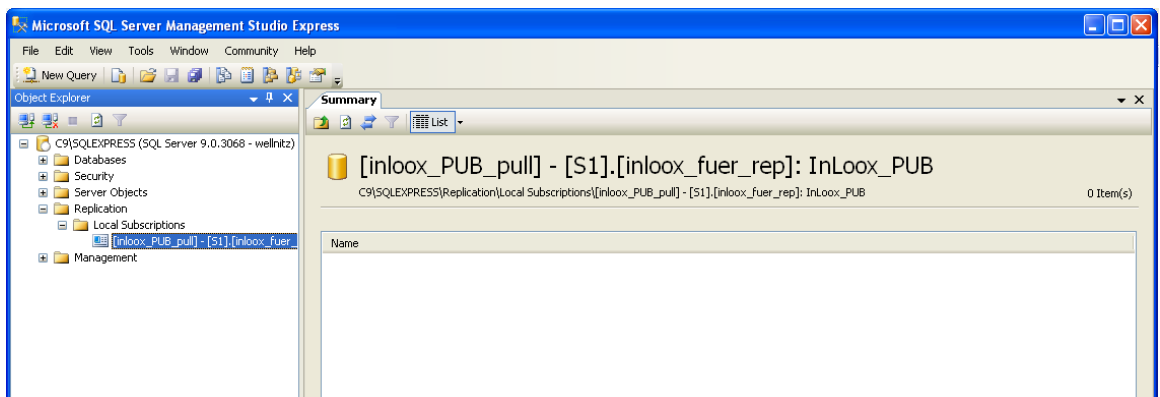 Microsoft SQL Server Management Studio Express
File Edit View Tools Window Community Help
New Query
Object Explorer
Summary
List
C9\SQLEXPRESS (SQL Server 9.0.3068 - wellnitz)
Databases
Security
Server Objects
Replication
Local Subscriptions
[inloox_PUB_pull] - [S1].[inloox_fuer_
Management
[inloox_PUB_pull] - [S1].[inloox_fuer_rep]: InLoox_PUB
C9\SQLEXPRESS\Replication\Local Subscriptions\[inloox_PUB_pull] - [S1].[inloox_fuer_rep]: InLoox_PUB
0 Item(s)
Name